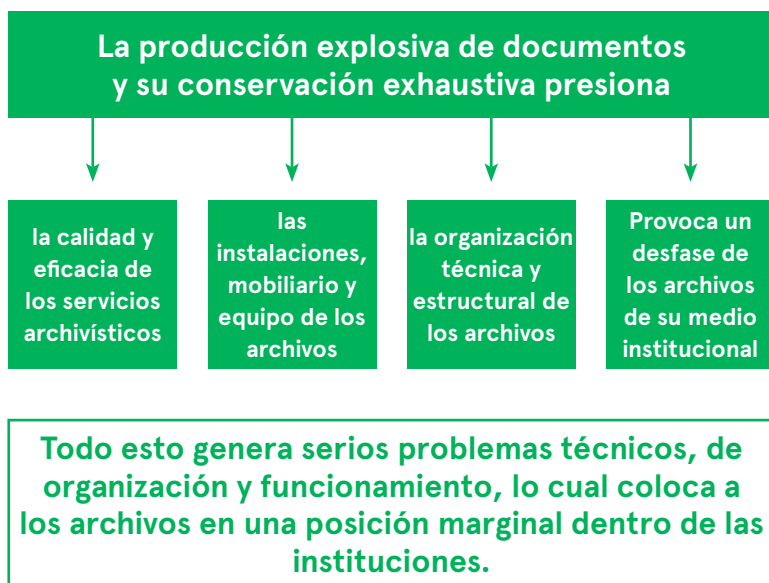 La producción explosiva de documentos
y su conservación exhaustiva presiona
la calidad y
eficacia de
los servicios
archivísticos
las
instalaciones,
mobiliario y
equipo de los
archivos
la organización
técnica y
estructural de
los archivos
Provoca un
desfase de
los archivos
de su medio
institucional
Todo esto genera serios problemas técnicos, de
organización y funcionamiento, lo cual coloca a
los archivos en una posición marginal dentro de las
instituciones.